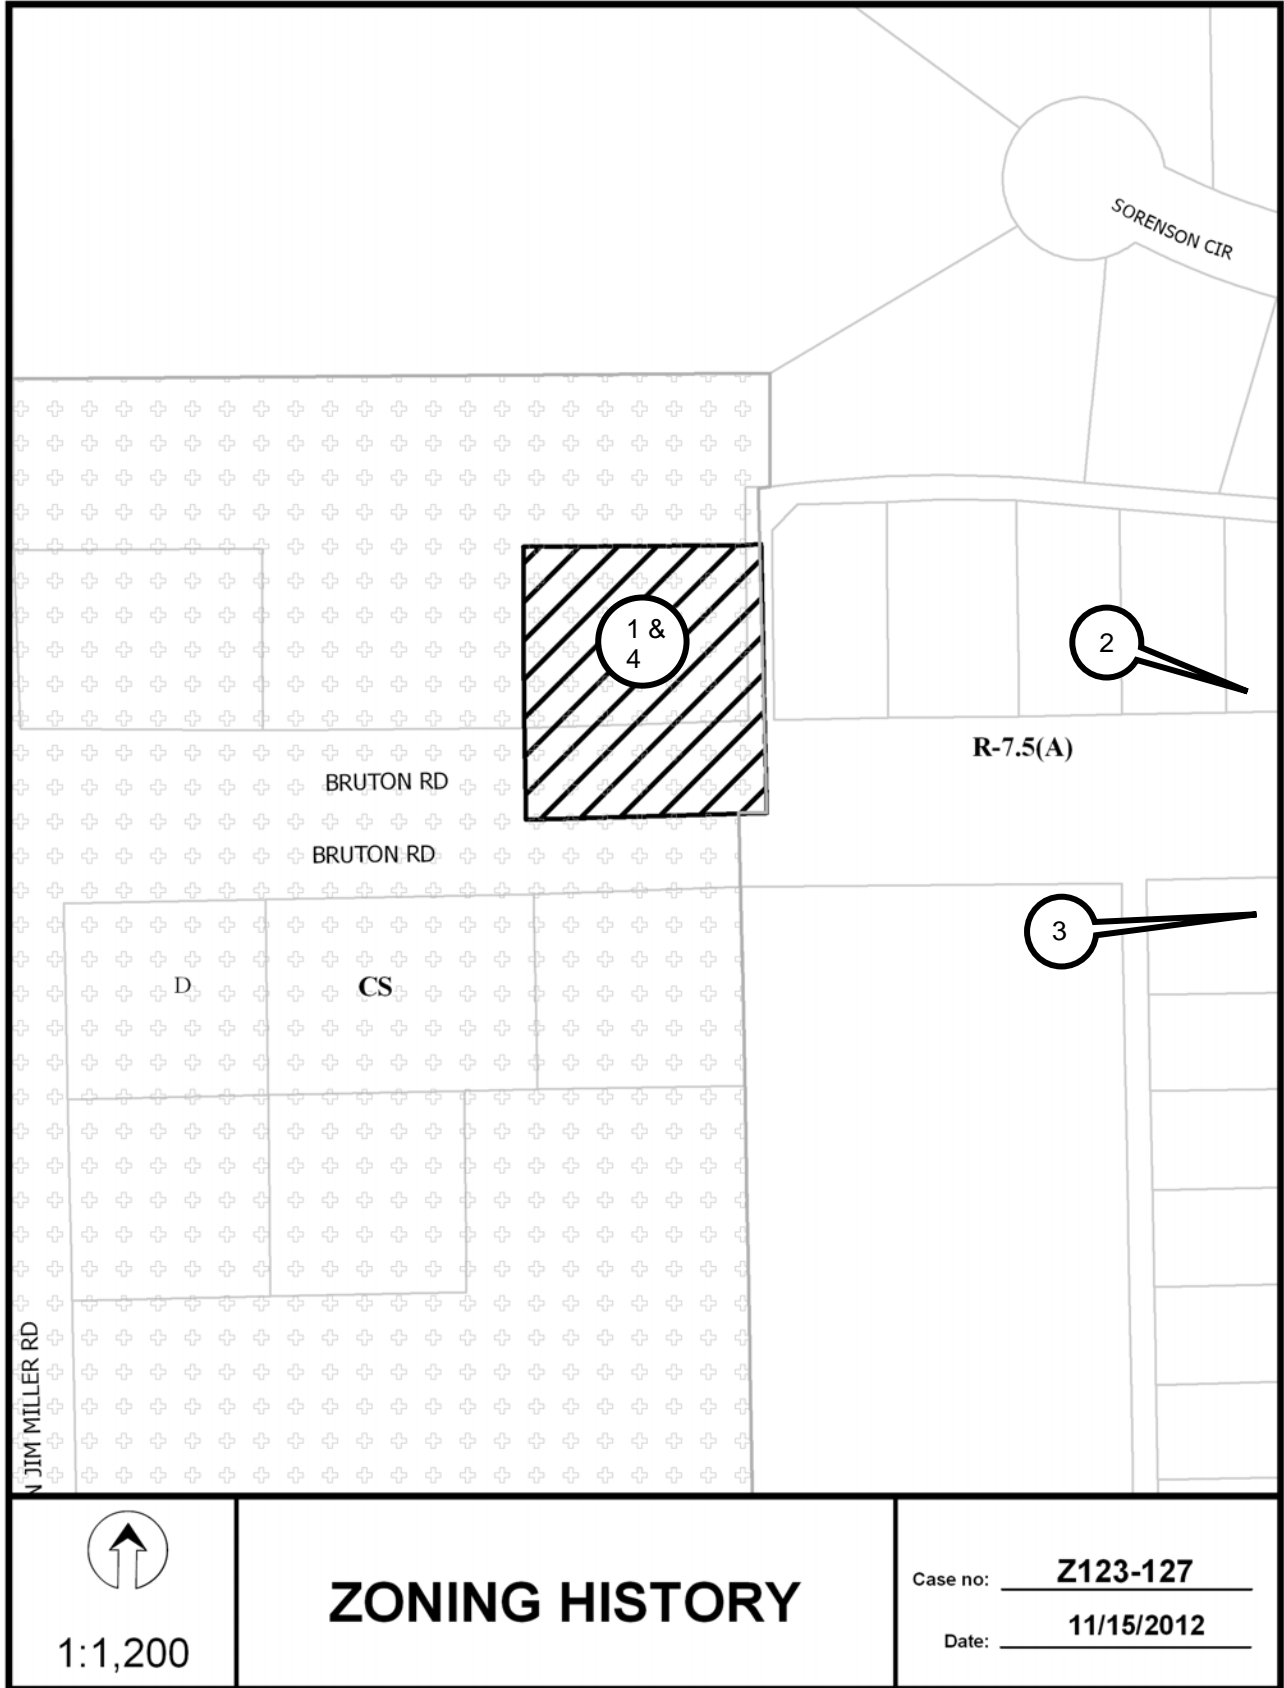 SORENSON CIR
1 &
4
2
R-7.5(A)
BRUTON RD
BRUTON RD
3
D
CS
N JIM MILLER RD
1:1,200
ZONING HISTORY
Case no: Z123-127
Date: 11/15/2012